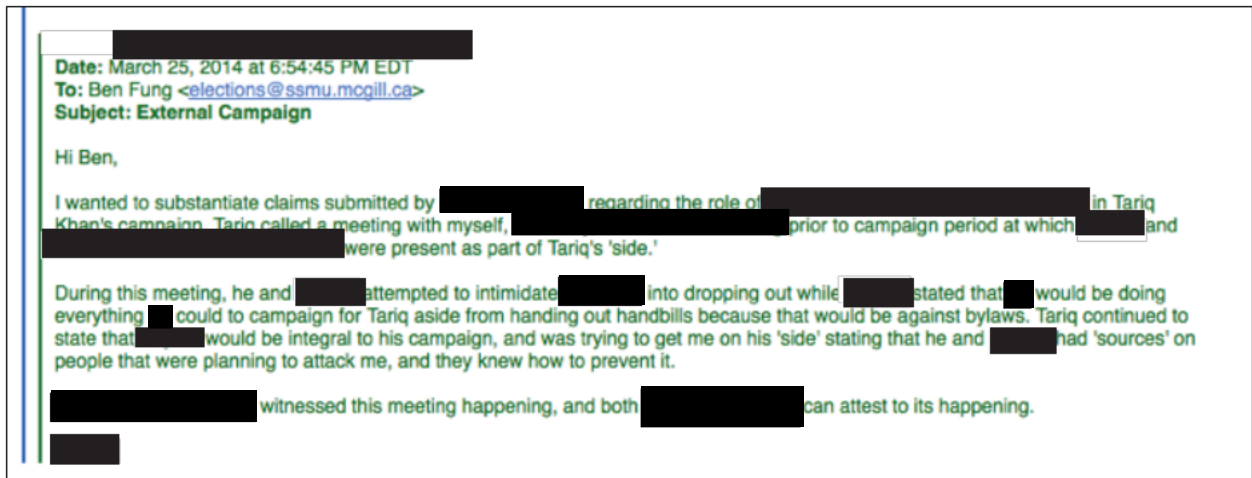 Date: March 25, 2014 at 6:54:45 PM EDT
To: Ben Fung <elections@ssmu.mcgill.ca>
Subject: External Campaign
Hi Ben,
I wanted to substantiate claims submitted by regarding the role of in Tariq
Khan's campaign. Tariq called a meeting with myself, prior to campaign period at which and
were present as part of Tariq's 'side.'
During this meeting, he and attempted to intimidate into dropping out while stated that would be doing
everything could to campaign for Tariq aside from handing out handbills because that would be against bylaws. Tariq continued to
state that would be integral to his campaign, and was trying to get me on his 'side' stating that he and had 'sources' on
people that were planning to attack me, and they knew how to prevent it.
witnessed this meeting happening, and both can attest to its happening.